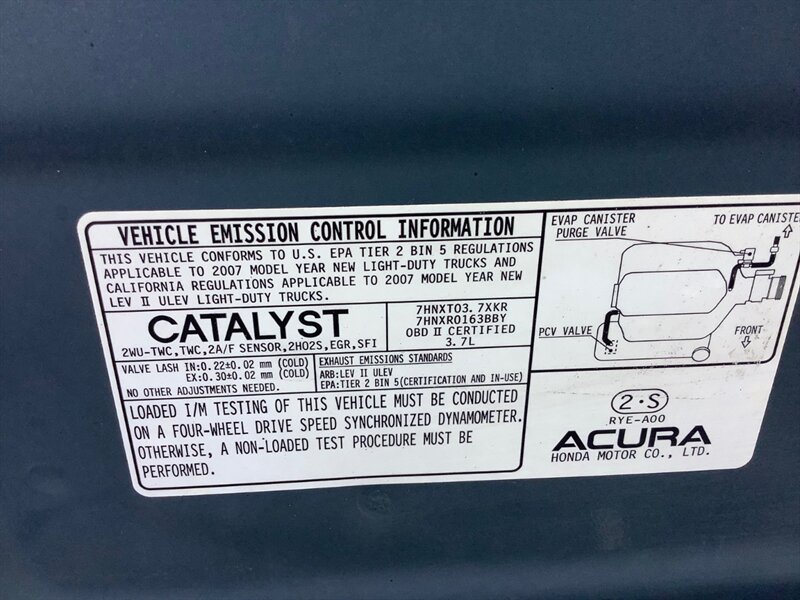 VEHICLE EMISSION CONTROL INFORMATION
THIS VEHICLE CONFORMS TO U.S. EPA TIER 2 BIN 5 REGULATIONS
APPLICABLE TO 2007 MODEL YEAR NEW LIGHT-DUTY TRUCKS AND
CALIFORNIA REGULATIONS APPLICABLE TO 2007 MODEL YEAR NEW
LEV II ULEV LIGHT-DUTY TRUCKS.
CATALYST
2WU-TWC,TWC,2A/F SENSOR,2HO2S,EGR,SFI
7HNXT03.7XKR
7HNXR0163BBY
OBD II CERTIFIED
3.7L
VALVE LASH IN:0.22±0.02 mm (COLD)
EX:0.30±0.02 mm (COLD)
NO OTHER ADJUSTMENTS NEEDED.
EXHAUST EMISSIONS STANDARDS
ARB:LEV II ULEV
EPA:TIER 2 BIN 5(CERTIFICATION AND IN-USE)
LOADED I/M TESTING OF THIS VEHICLE MUST BE CONDUCTED
ON A FOUR-WHEEL DRIVE SPEED SYNCHRONIZED DYNAMOMETER.
OTHERWISE, A NON-LOADED TEST PROCEDURE MUST BE
PERFORMED.
EVAP CANISTER
PURGE VALVE
TO EVAP CANISTER
PCV VALVE
FRONT
2·S
RYE-A00
ACURA
HONDA MOTOR CO., LTD.